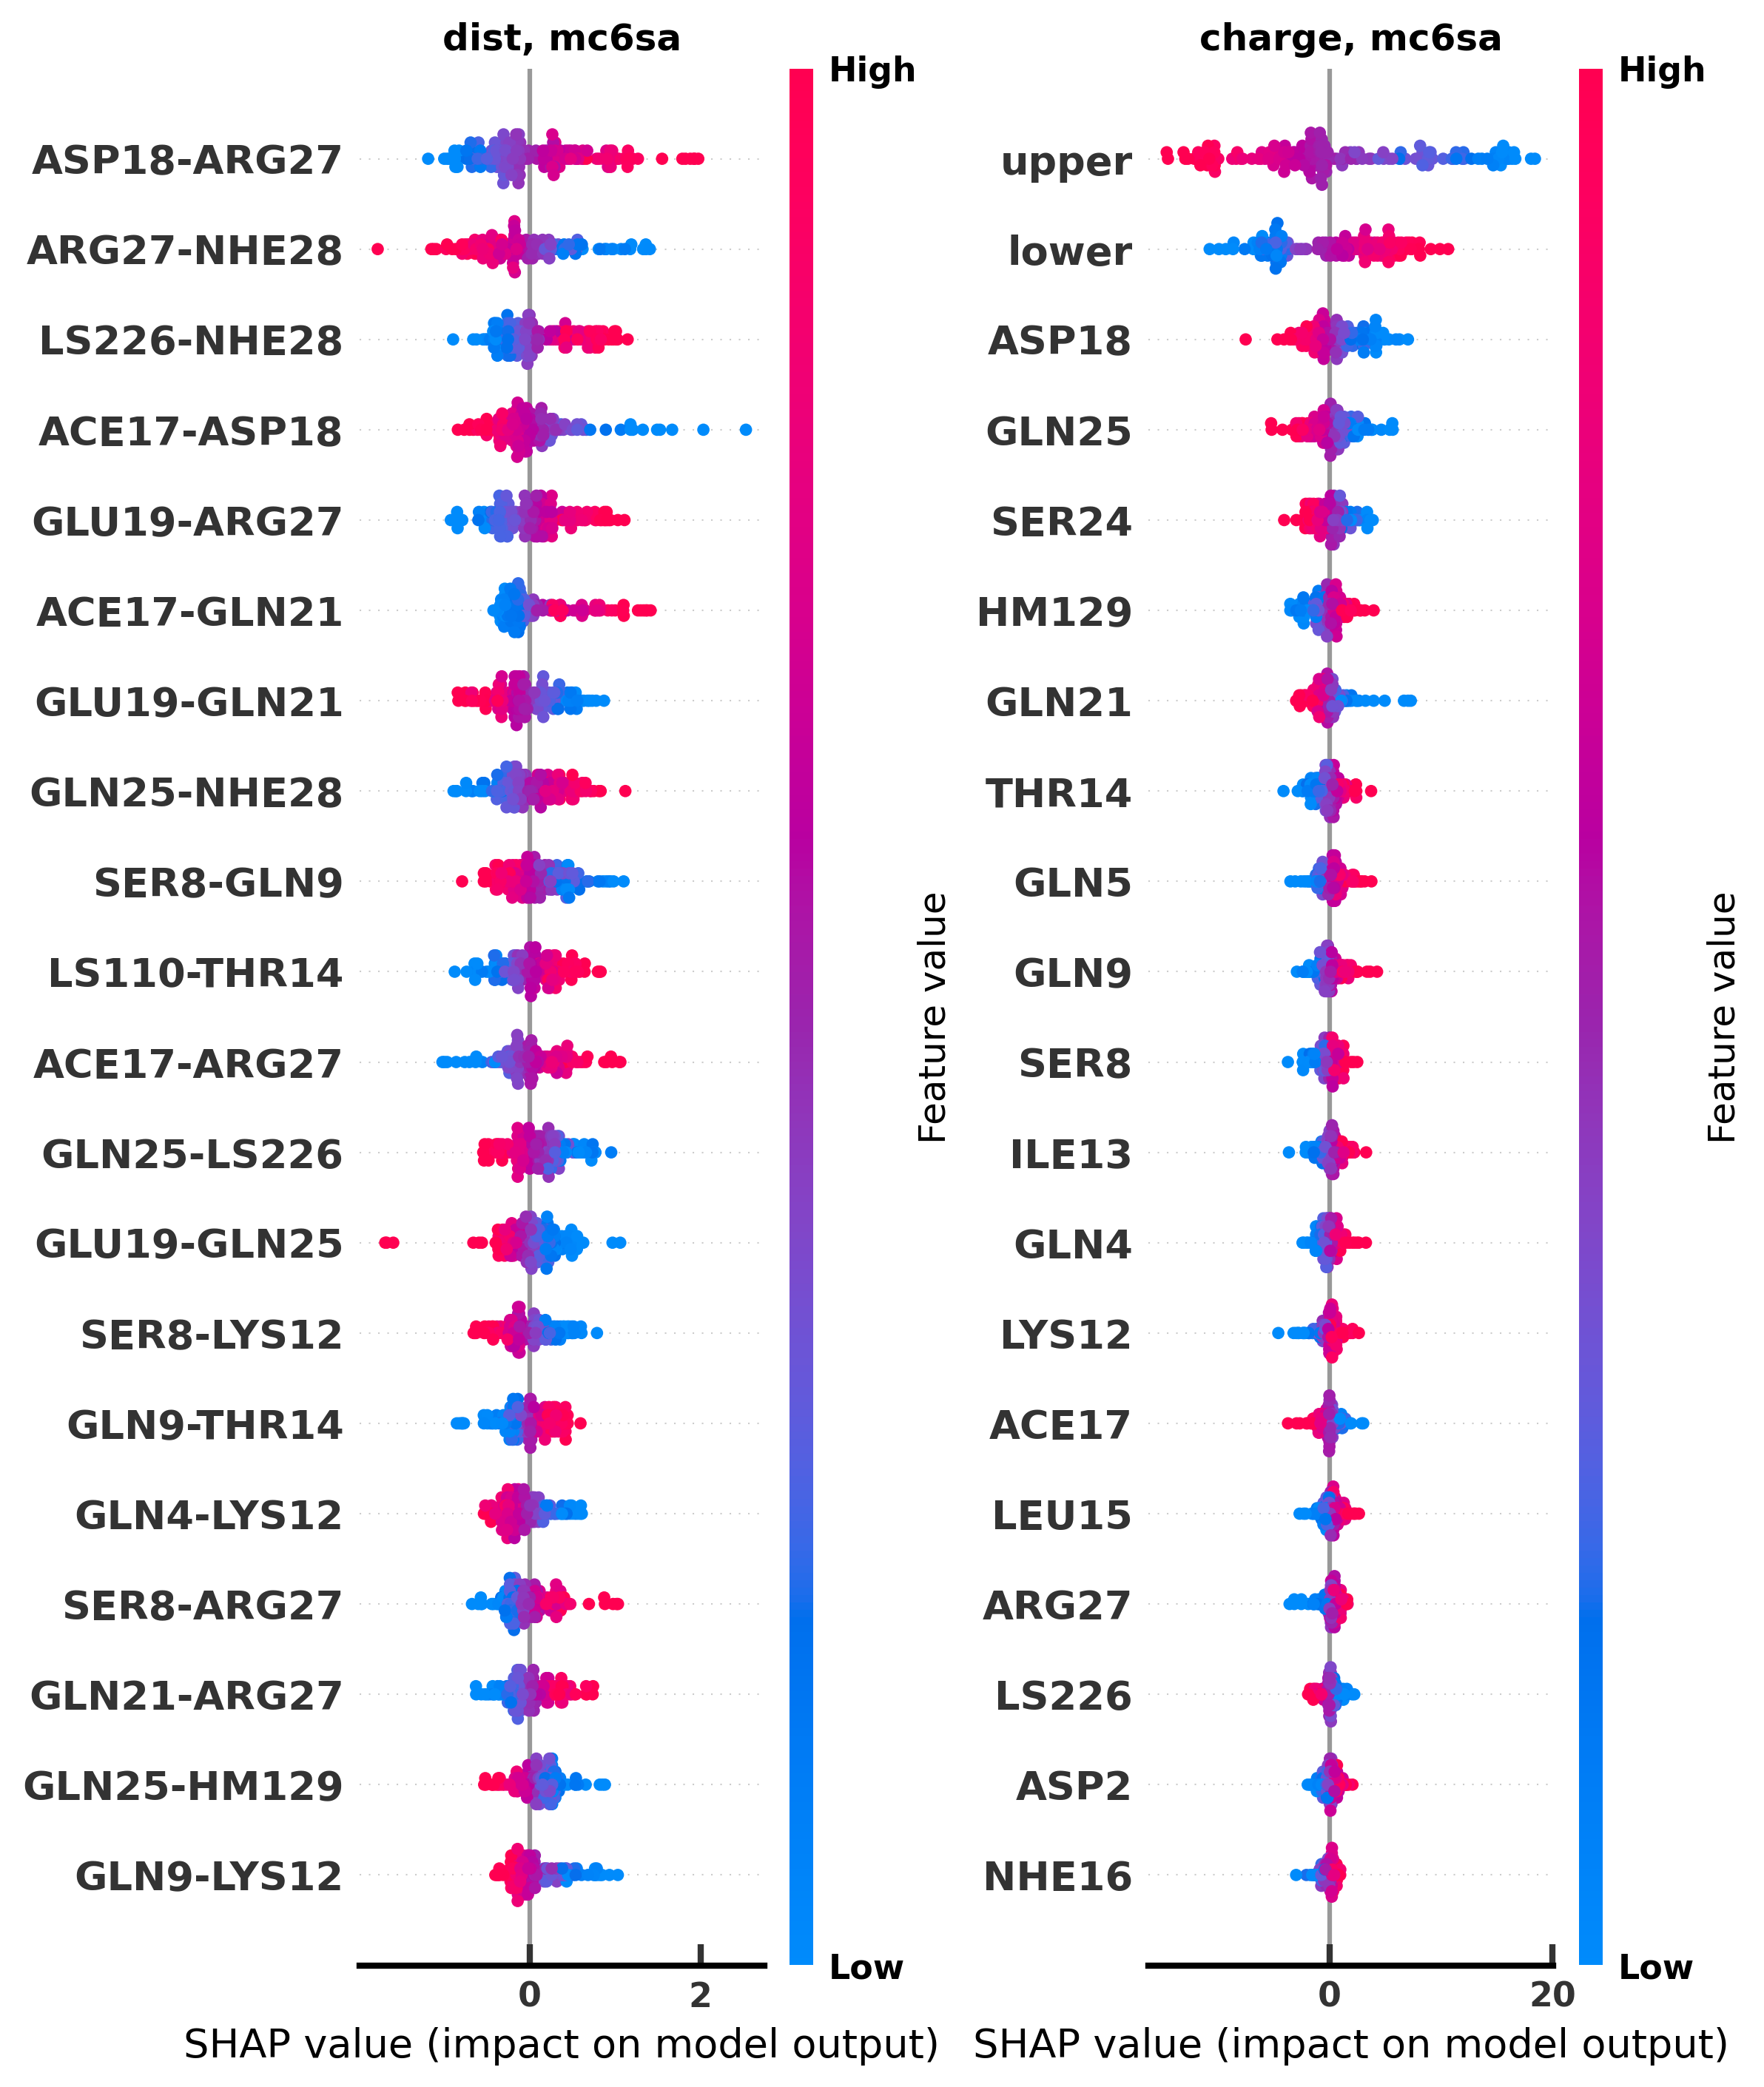 dist, mc6sa
High
ASP18-ARG27
ARG27-NHE28
LS226-NHE28
ACE17-ASP18
GLU19-ARG27
ACE17-GLN21
GLU19-GLN21
GLN25-NHE28
SER8-GLN9
LS110-THR14
ACE17-ARG27
GLN25-LS226
GLU19-GLN25
SER8-LYS12
GLN9-THR14
GLN4-LYS12
SER8-ARG27
GLN21-ARG27
GLN25-HM129
GLN9-LYS12
Feature value
Low
0 2
SHAP value (impact on model output)
charge, mc6sa
High
upper
lower
ASP18
GLN25
SER24
HM129
GLN21
THR14
GLN5
GLN9
SER8
ILE13
GLN4
LYS12
ACE17
LEU15
ARG27
LS226
ASP2
NHE16
Feature value
Low
0 20
SHAP value (impact on model output)